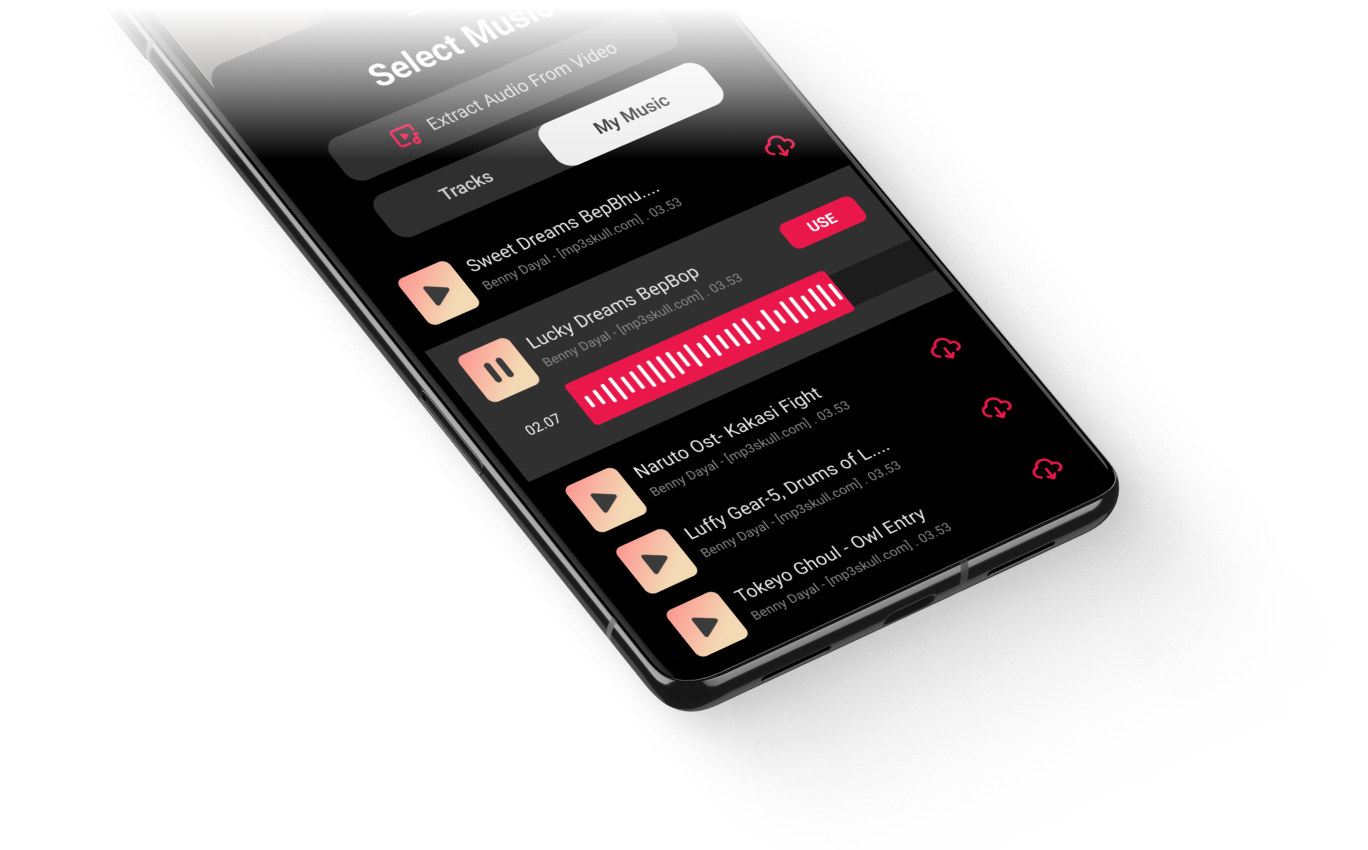 Select Music
Extract Audio From Video
Tracks
My Music
Sweet Dreams BepBhu....
Benny Dayal - [mp3skull.com] . 03.53
Lucky Dreams BepBop
Benny Dayal - [mp3skull.com] . 03.53
USE
02.07
Naruto Ost- Kakasi Fight
Benny Dayal - [mp3skull.com] . 03.53
Luffy Gear-5, Drums of L....
Benny Dayal - [mp3skull.com] . 03.53
Tokeyo Ghoul - Owl Entry
Benny Dayal - [mp3skull.com] . 03.53